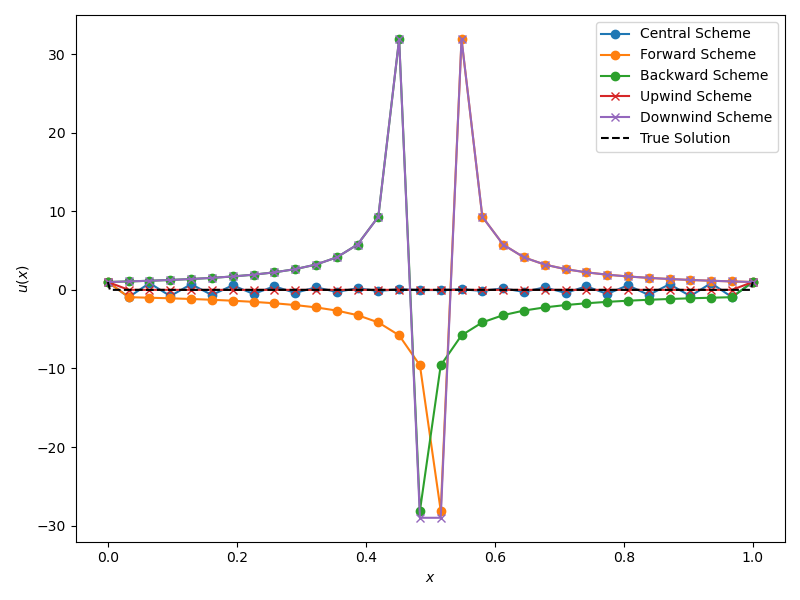 Central Scheme
Forward Scheme
Backward Scheme
Upwind Scheme
Downwind Scheme
True Solution
30
20
10
0
−10
−20
−30
u(x)
0.0 0.2 0.4 0.6 0.8 1.0
x